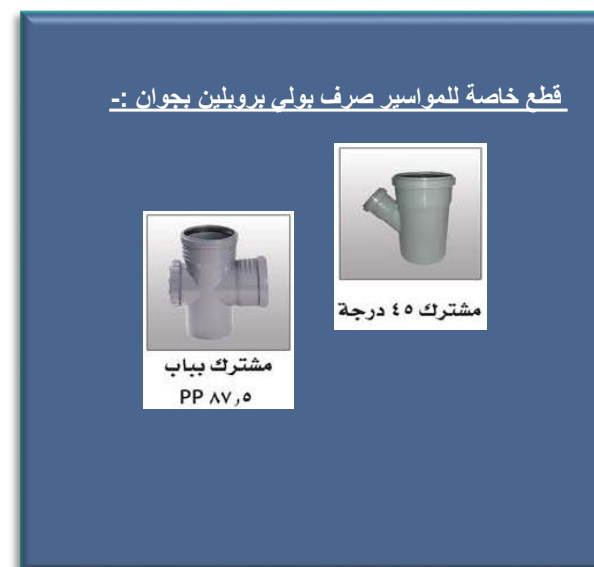 قطع خاصة للمواسير صرف بولي بروبلين بجوان :-
مشترك ٤٥ درجة
مشترك بباب
PP ٨٧,٥